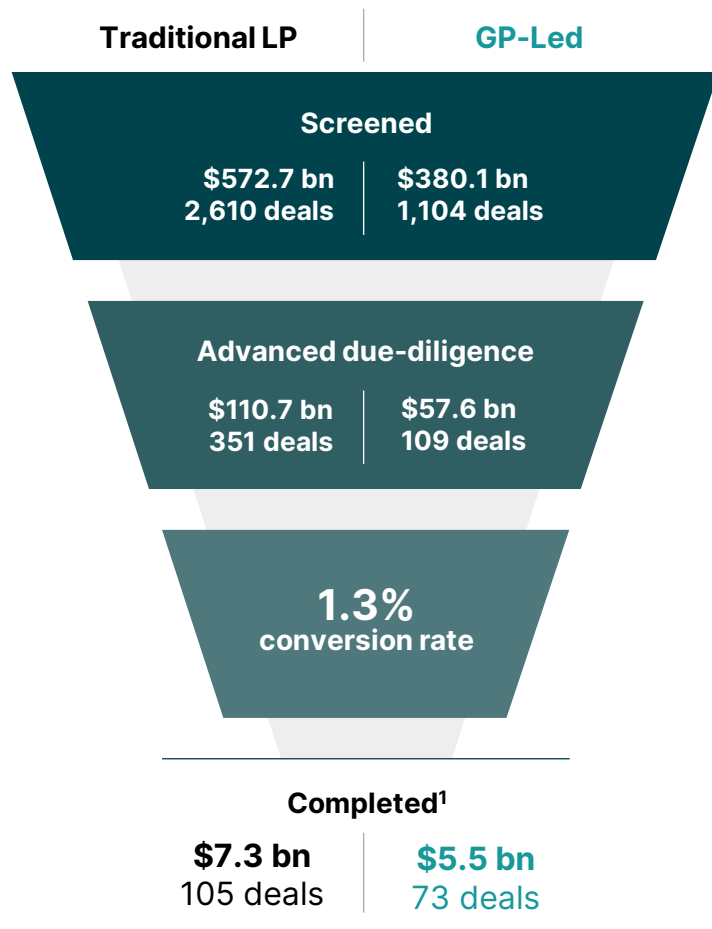 Traditional LP
GP-Led
Screened
$572.7 bn
2,610 deals
$380.1 bn
1,104 deals
Advanced due-diligence
$110.7 bn
351 deals
$57.6 bn
109 deals
1.3%
conversion rate
Completed¹
$7.3 bn
105 deals
$5.5 bn
73 deals